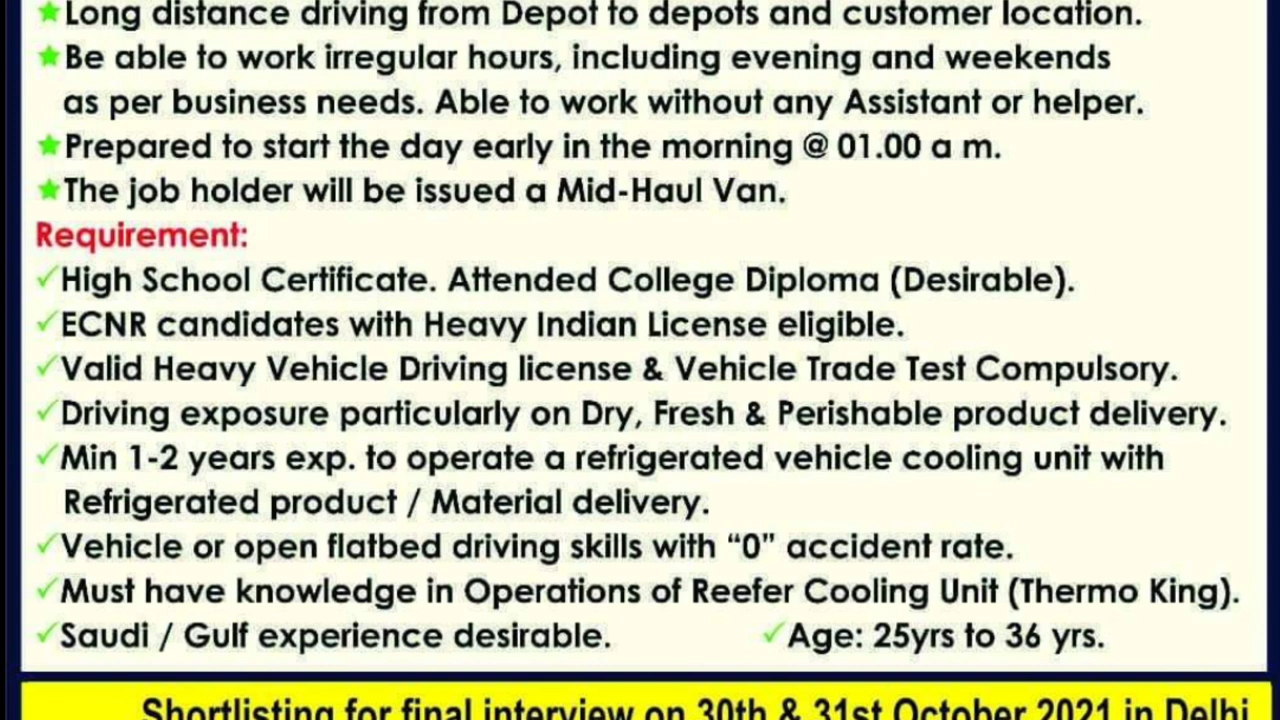 Long distance driving from Depot to depots and customer location.
Be able to work irregular hours, including evening and weekends
as per business needs. Able to work without any Assistant or helper.
Prepared to start the day early in the morning @ 01.00 a m.
The job holder will be issued a Mid-Haul Van.
Requirement:
High School Certificate. Attended College Diploma (Desirable).
ECNR candidates with Heavy Indian License eligible.
Valid Heavy Vehicle Driving license & Vehicle Trade Test Compulsory.
Driving exposure particularly on Dry, Fresh & Perishable product delivery.
Min 1-2 years exp. to operate a refrigerated vehicle cooling unit with
Refrigerated product / Material delivery.
Vehicle or open flatbed driving skills with “0” accident rate.
Must have knowledge in Operations of Reefer Cooling Unit (Thermo King).
Saudi / Gulf experience desirable. Age: 25yrs to 36 yrs.
Shortlisting for final interview on 30th & 31st October 2021 in Delhi